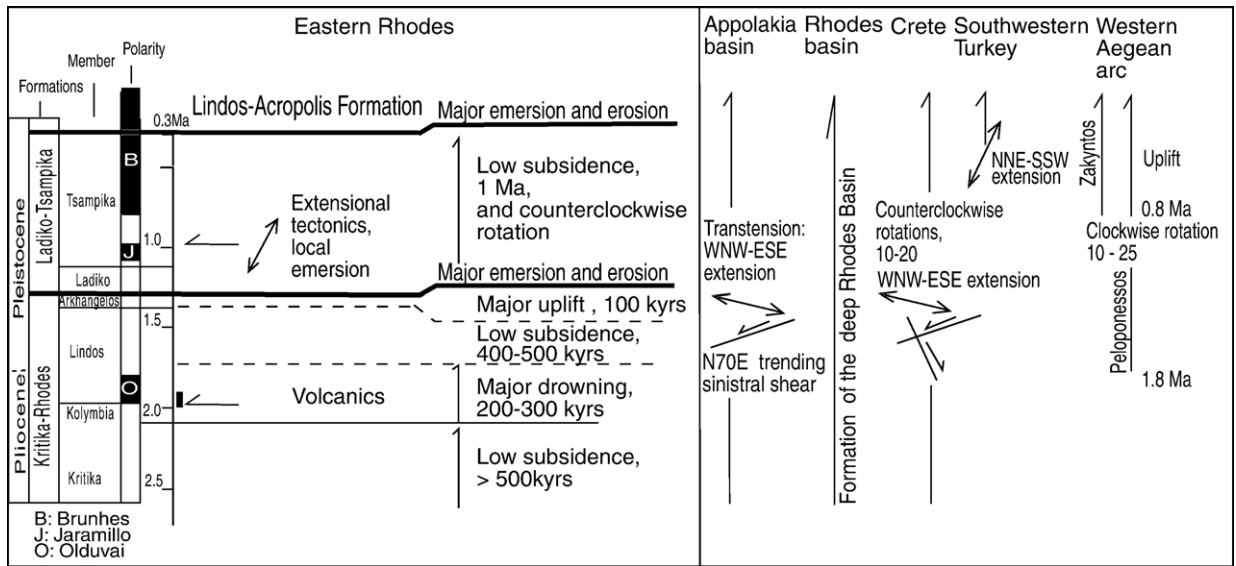 Eastern Rhodes
Polarity
Member
Formations
Lindos-Acropolis Formation
Major emersion and erosion
0.3Ma
Pleistocene
Pliocene
Ladiko-Tsampika
Kritika-Rhodes
Tsampika
Ladiko
Arkhangelos
Lindos
Kolymbia
Kritika
B
J
O
1.0
1.5
2.0
2.5
Extensional
tectonics,
local
emersion
Volcanics
Low subsidence,
1 Ma,
and counterclockwise
rotation
Major emersion and erosion
Major uplift , 100 kyrs
Low subsidence,
400-500 kyrs
Major drowning,
200-300 kyrs
Low subsidence,
> 500kyrs
B: Brunhes
J: Jaramillo
O: Olduvai
Appolakia
basin
Rhodes
basin
Crete
Southwestern
Turkey
Western
Aegean
arc
Transtension:
WNW-ESE
extension
N70E trending
sinistral shear
Formation of the deep Rhodes Basin
NNE-SSW
extension
Counterclockwise
rotations,
10-20
WNW-ESE extension
Zakyntos
Uplift
0.8 Ma
Clockwise rotation
10 - 25
Peloponessos
1.8 Ma